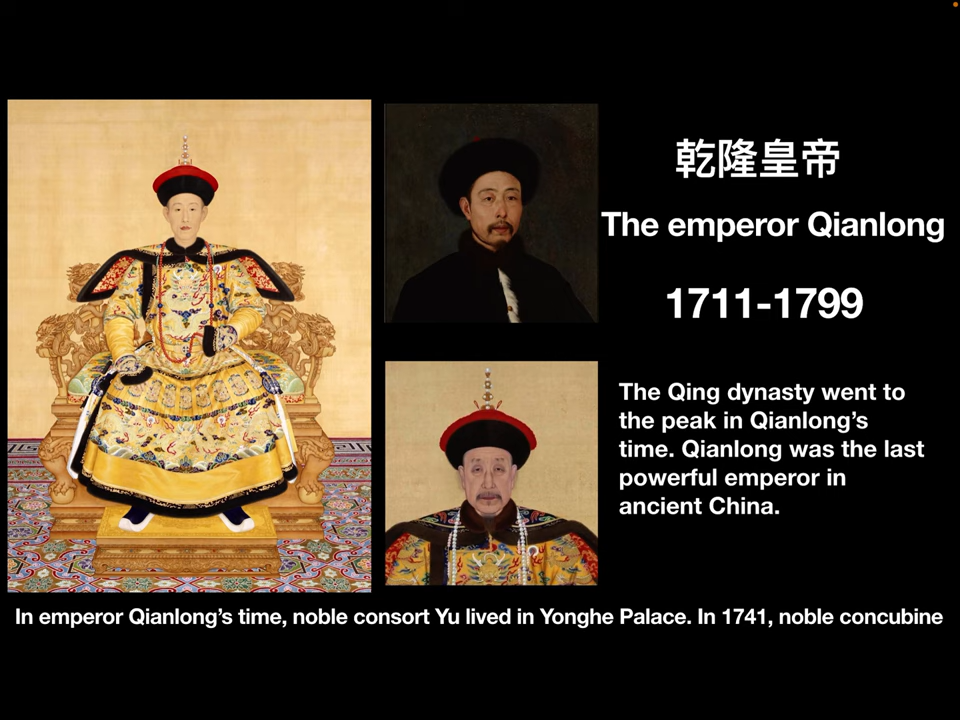 乾隆皇帝
The emperor Qianlong
1711-1799
The Qing dynasty went to
the peak in Qianlong’s
time. Qianlong was the last
powerful emperor in
ancient China.
In emperor Qianlong’s time, noble consort Yu lived in Yonghe Palace. In 1741, noble concubine